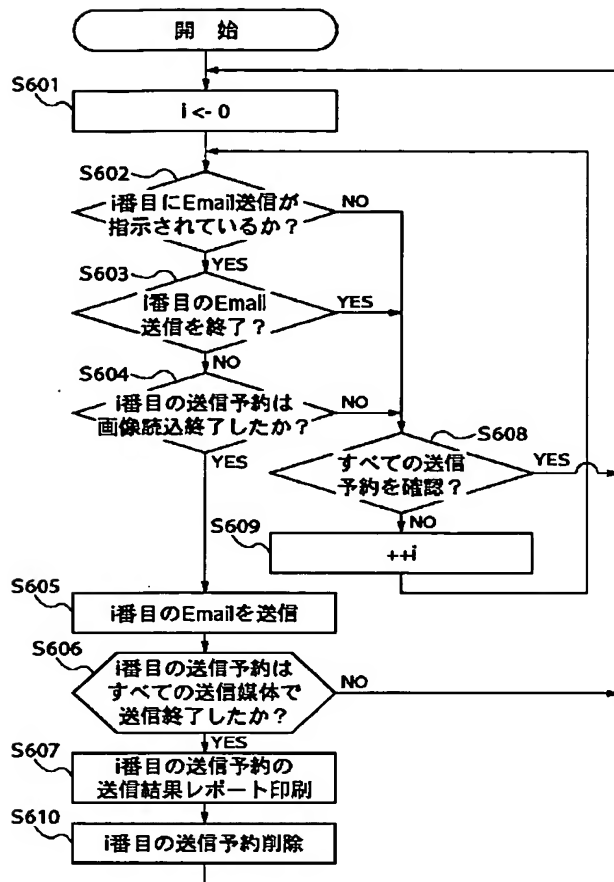 開 始
S601
i <- 0
S602
i番目にEmail送信が
指示されているか?
NO
YES
S603
i番目のEmail
送信を終了?
YES
NO
S604
i番目の送信予約は
画像読込終了したか?
NO
YES
S608
すべての送信
予約を確認?
YES
NO
S609
++i
S605
i番目のEmailを送信
S606
i番目の送信予約は
すべての送信媒体で
送信終了したか?
NO
YES
S607
i番目の送信予約の
送信結果レポート印刷
S610
i番目の送信予約削除